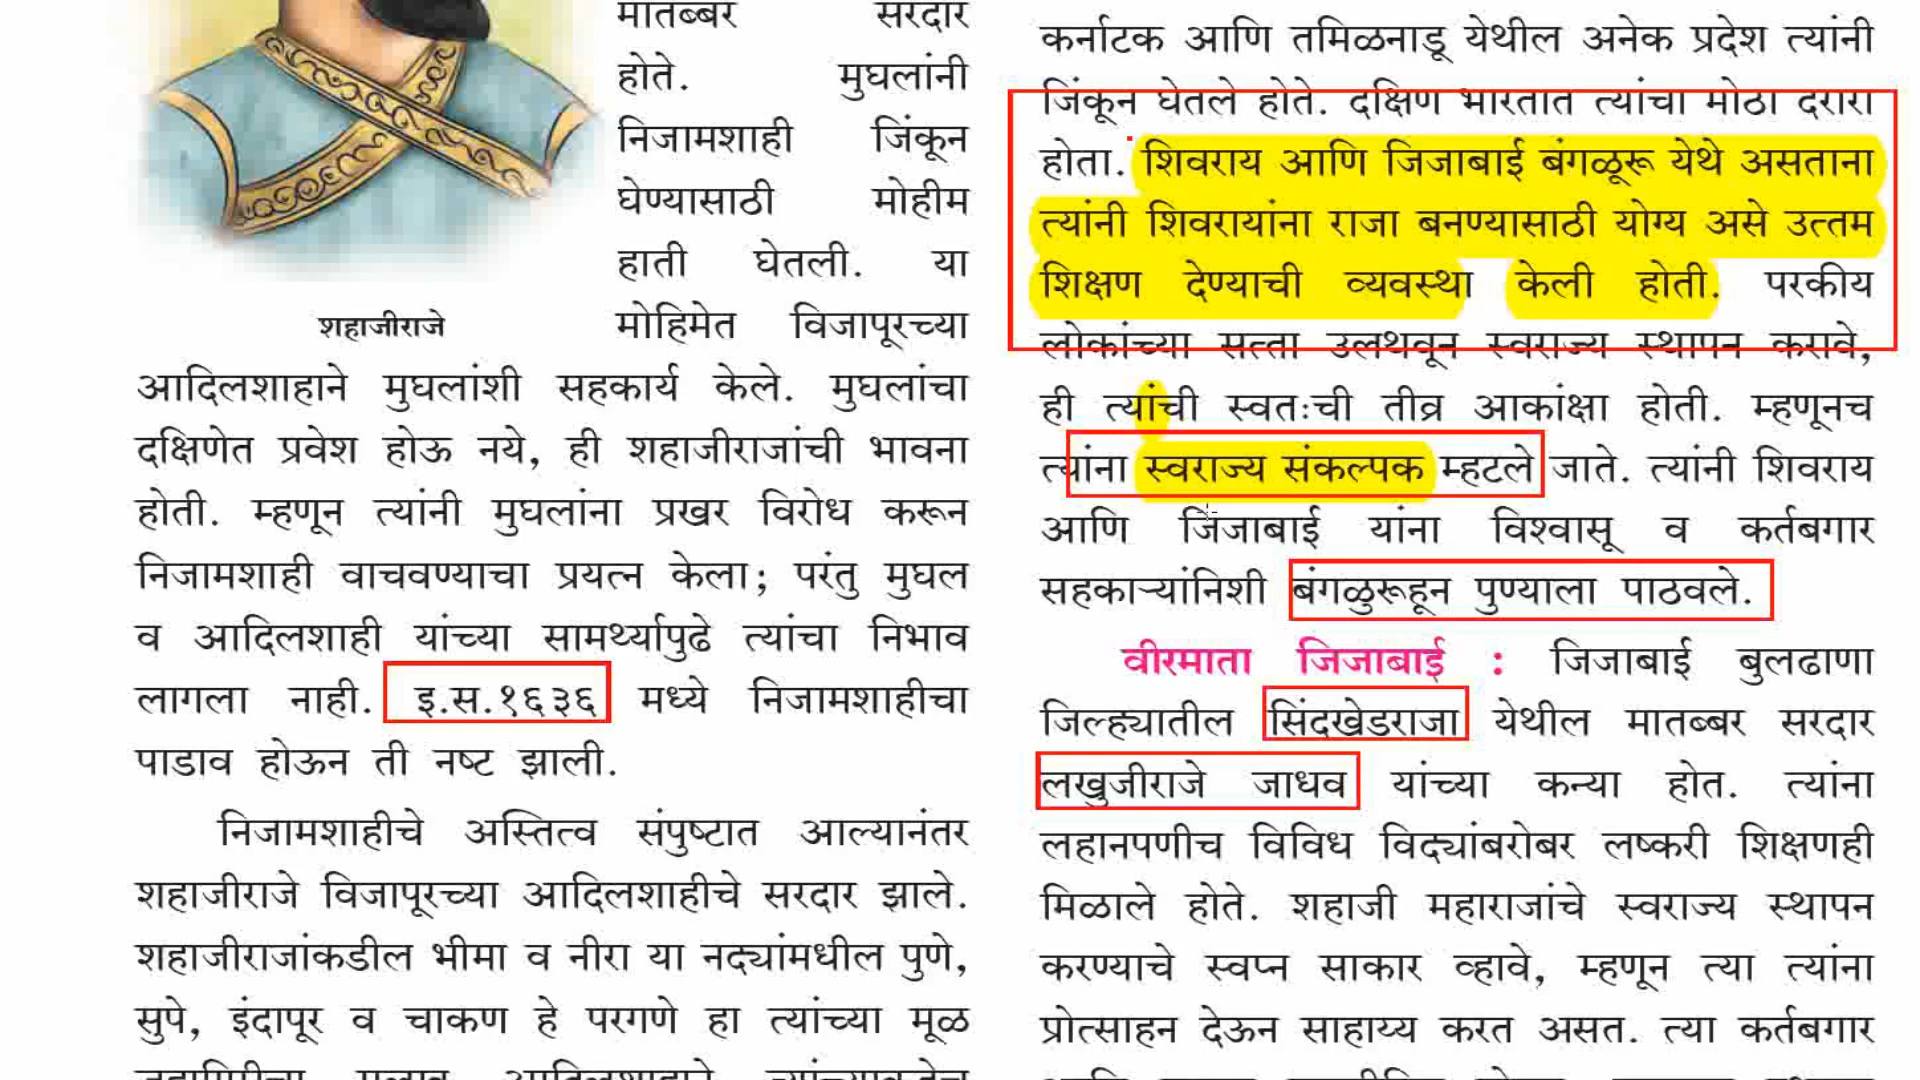 मातब्बर सरदार
होते. मुघलांनी
निजामशाही जिंकून
घेण्यासाठी मोहीम
हाती घेतली. या
मोहिमेत विजापूरच्या
शहाजीराजे
आदिलशाहाने मुघलांशी सहकार्य केले. मुघलांचा
दक्षिणेत प्रवेश होऊ नये, ही शहाजीराजांची भावना
होती. म्हणून त्यांनी मुघलांना प्रखर विरोध करून
निजामशाही वाचवण्याचा प्रयत्न केला; परंतु मुघल
व आदिलशाही यांच्या सामर्थ्यापुढे त्यांचा निभाव
लागला नाही. इ.स.१६३६ मध्ये निजामशाहीचा
पाडाव होऊन ती नष्ट झाली.
निजामशाहीचे अस्तित्व संपुष्टात आल्यानंतर
शहाजीराजे विजापूरच्या आदिलशाहीचे सरदार झाले.
शहाजीराजांकडील भीमा व नीरा या नद्यांमधील पुणे,
सुपे, इंदापूर व चाकण हे परगणे हा त्यांच्या मूळ
कर्नाटक आणि तमिळनाडू येथील अनेक प्रदेश त्यांनी
जिंकून घेतले होते. दक्षिण भारतात त्यांचा मोठा दरारा
होता. शिवराय आणि जिजाबाई बंगळूरू येथे असताना
त्यांनी शिवरायांना राजा बनण्यासाठी योग्य असे उत्तम
शिक्षण देण्याची व्यवस्था केली होती. परकीय
लोकांच्या सत्ता उलथवून स्वराज्य स्थापन करावे,
ही त्यांची स्वतःची तीव्र आकांक्षा होती. म्हणूनच
त्यांना स्वराज्य संकल्पक म्हटले जाते. त्यांनी शिवराय
आणि जिजाबाई यांना विश्वासू व कर्तबगार
सहकाऱ्यांनिशी बंगळुरूहून पुण्याला पाठवले.
वीरमाता जिजाबाई : जिजाबाई बुलढाणा
जिल्ह्यातील सिंदखेडराजा येथील मातब्बर सरदार
लखुजीराजे जाधव यांच्या कन्या होत. त्यांना
लहानपणीच विविध विद्यांबरोबर लष्करी शिक्षणही
मिळाले होते. शहाजी महाराजांचे स्वराज्य स्थापन
करण्याचे स्वप्न साकार व्हावे, म्हणून त्या त्यांना
प्रोत्साहन देऊन साहाय्य करत असत. त्या कर्तबगार